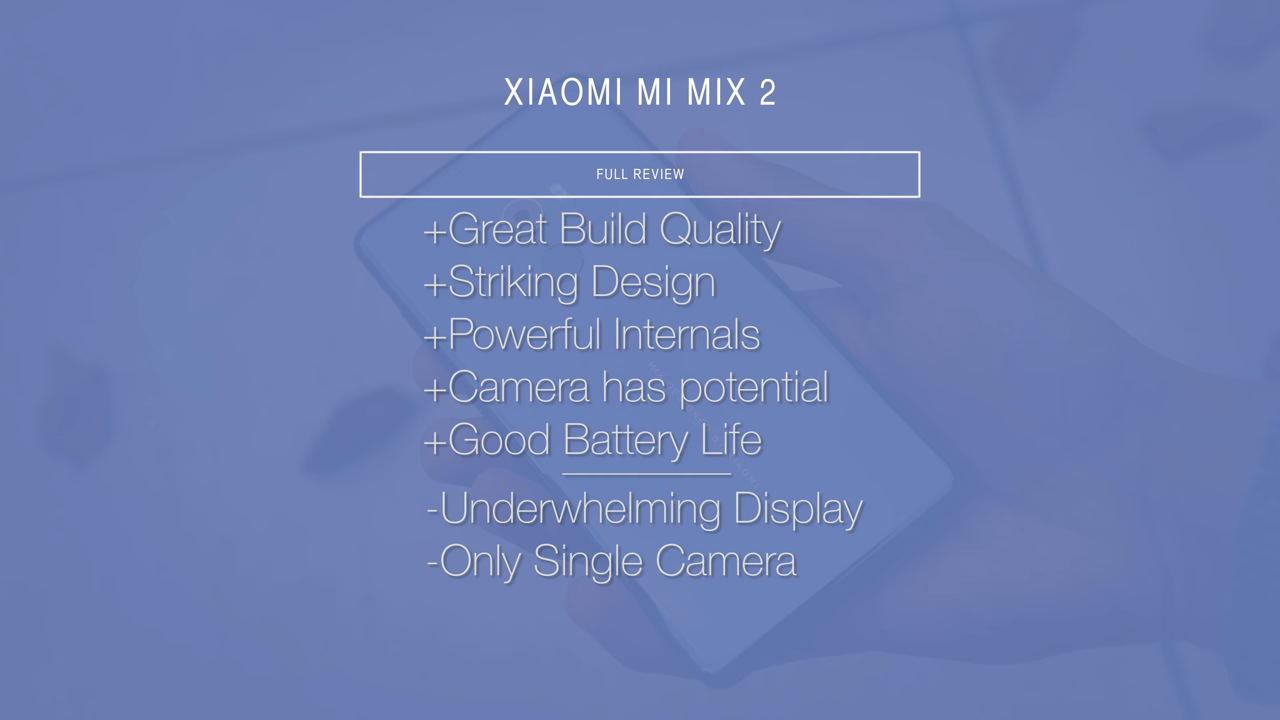 XIAOMI MI MIX 2
FULL REVIEW
+Great Build Quality
+Striking Design
+Powerful Internals
+Camera has potential
+Good Battery Life
-Underwhelming Display
-Only Single Camera